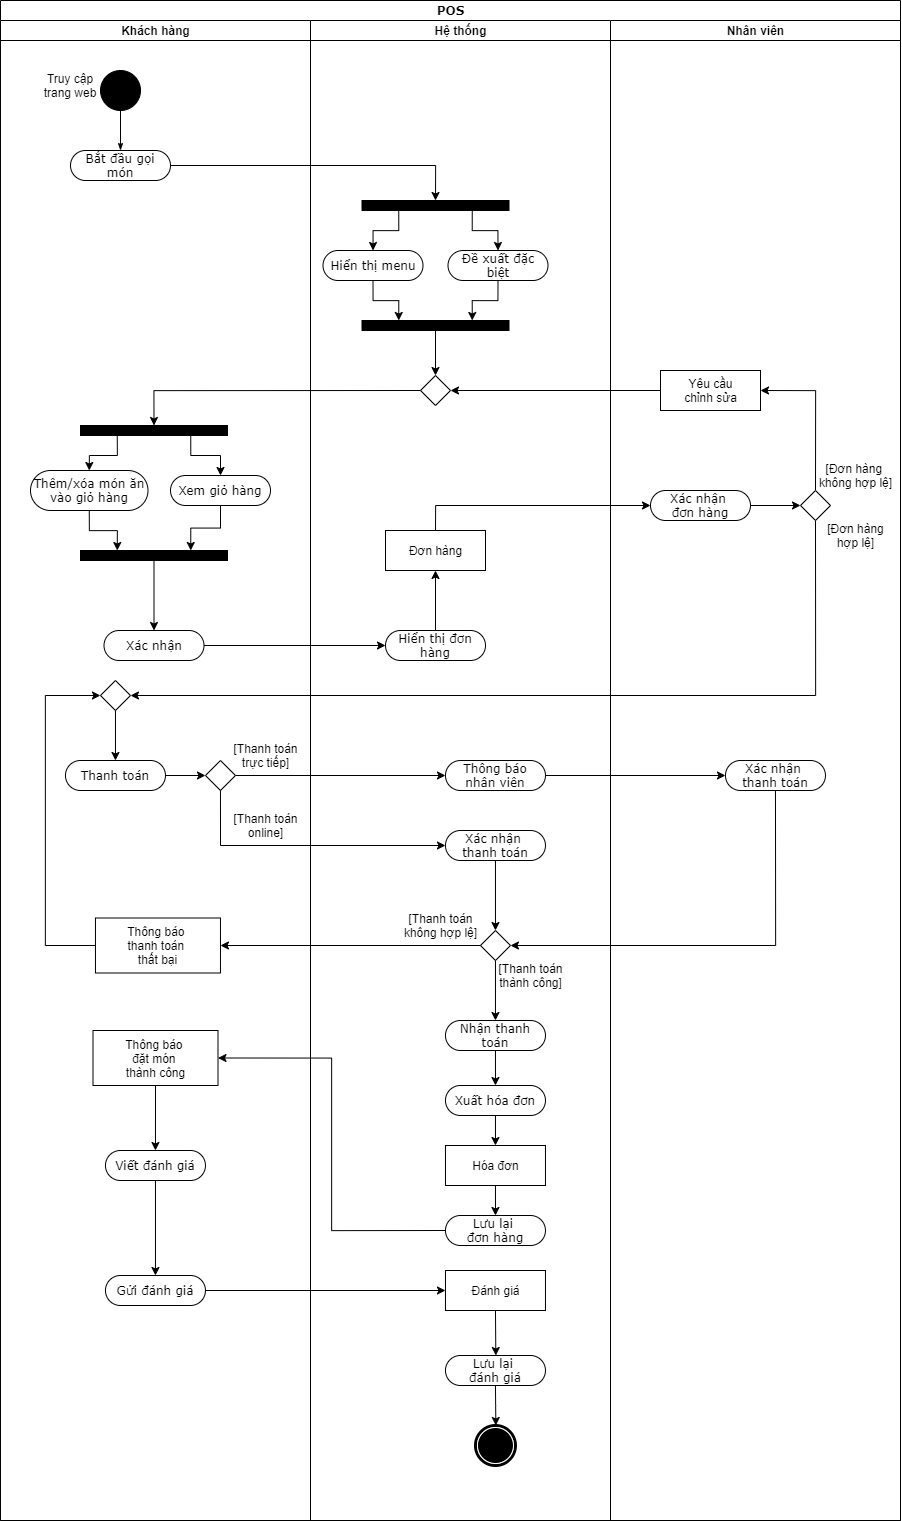 POS
Khách hàng
Hệ thống
Nhân viên
Truy cập
trang web
Bắt đầu gọi
món
Hiển thị menu
Đề xuất đặc
biệt
Yêu cầu
chỉnh sửa
Thêm/xóa món ăn
vào giỏ hàng
Xem giỏ hàng
[Đơn hàng
không hợp lệ]
Xác nhận
đơn hàng
[Đơn hàng
hợp lệ]
Đơn hàng
Xác nhận
Hiển thị đơn
hàng
[Thanh toán
trực tiếp]
Thanh toán
Thông báo
nhân viên
Xác nhận
thanh toán
[Thanh toán
online]
Xác nhận
thanh toán
[Thanh toán
không hợp lệ]
Thông báo
thanh toán
thất bại
[Thanh toán
thành công]
Nhận thanh
toán
Thông báo
đặt món
thành công
Xuất hóa đơn
Viết đánh giá
Hóa đơn
Lưu lại
đơn hàng
Gửi đánh giá
Đánh giá
Lưu lại
đánh giá